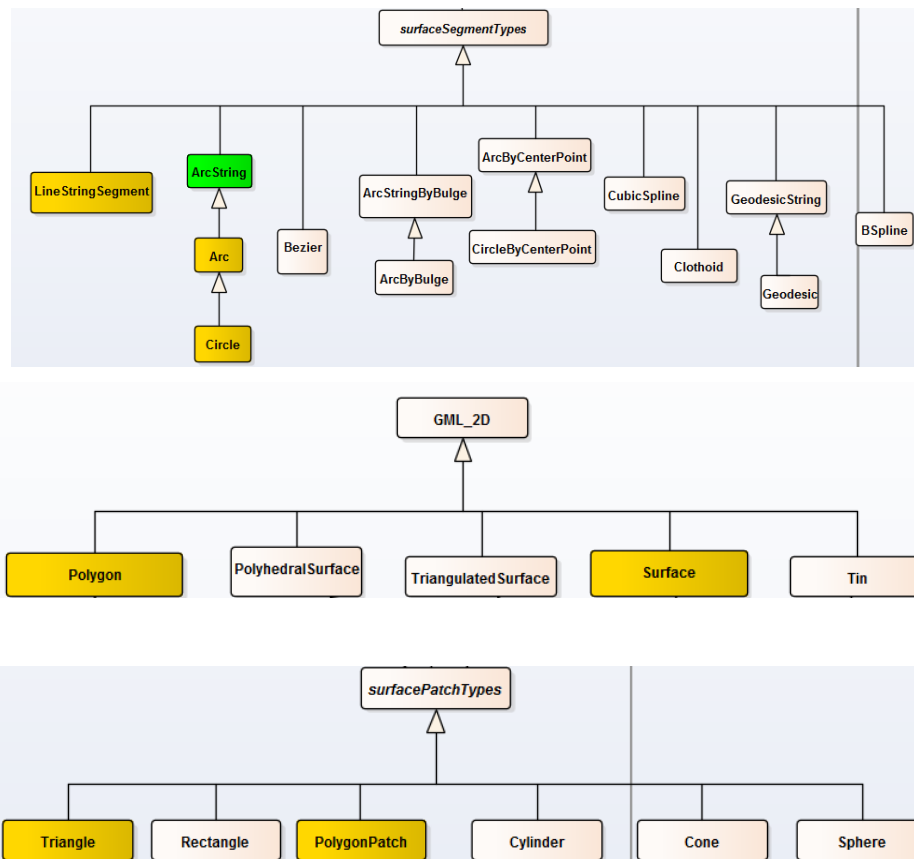 surfaceSegmentTypes
LineStringSegment
ArcString
Arc
Circle
Bezier
ArcStringByBulge
ArcByBulge
ArcByCenterPoint
CircleByCenterPoint
CubicSpline
Clothoid
GeodesicString
Geodesic
BSpline
GML_2D
Polygon
PolyhedralSurface
TriangulatedSurface
Surface
Tin
surfacePatchTypes
Triangle
Rectangle
PolygonPatch
Cylinder
Cone
Sphere